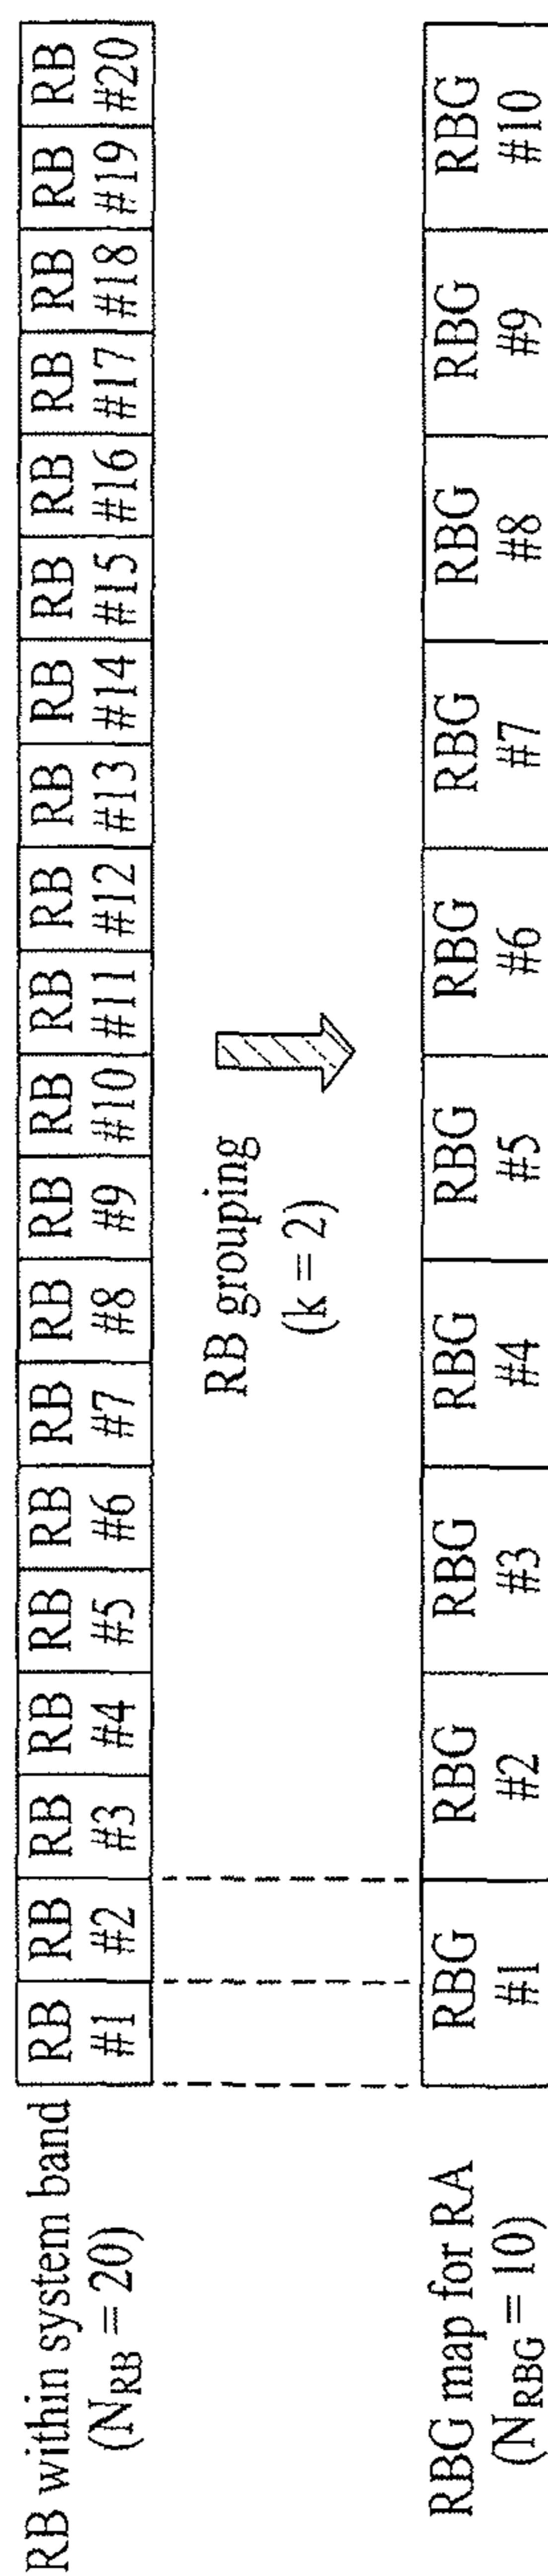 RB within system band
(N_RB = 20)
RB #1
RB #2
RB #3
RB #4
RB #5
RB #6
RB #7
RB #8
RB #9
RB #10
RB #11
RB #12
RB #13
RB #14
RB #15
RB #16
RB #17
RB #18
RB #19
RB #20
RB grouping
(k = 2)
RBG map for RA
(N_RBG = 10)
RBG #1
RBG #2
RBG #3
RBG #4
RBG #5
RBG #6
RBG #7
RBG #8
RBG #9
RBG #10